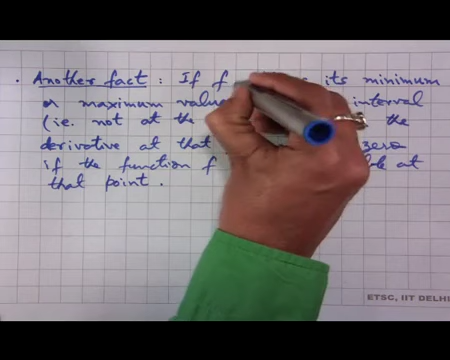 . Another fact : If f its minimum
or maximum value interval
(i.e. not at the the
derivative at that zero
if the function f at
that point .
ETSC, IIT DELHI